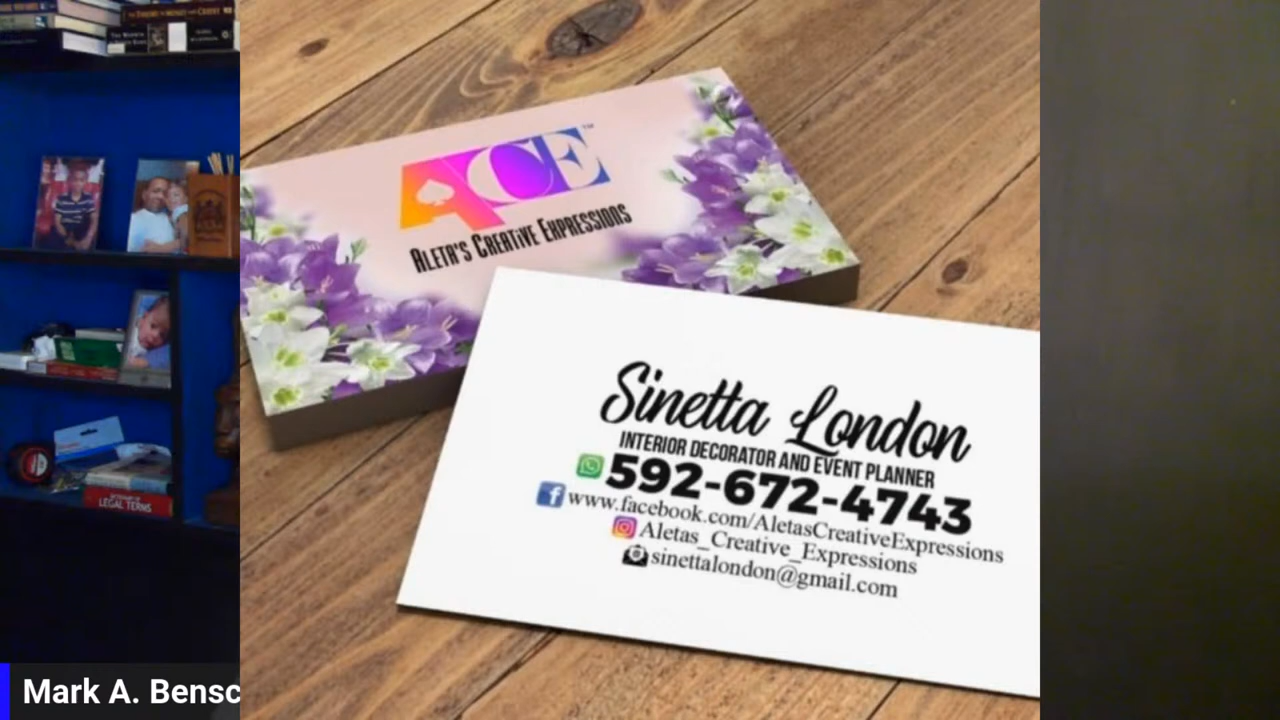 ACE™
ALETA'S CREATIVE EXPRESSIONS
Sinetta London
INTERIOR DECORATOR AND EVENT PLANNER
592-672-4743
www.facebook.com/AletasCreativeExpressions
Aletas_Creative_Expressions
sinettalondon@gmail.com
LEGAL TERMS
Mark A. Bensc